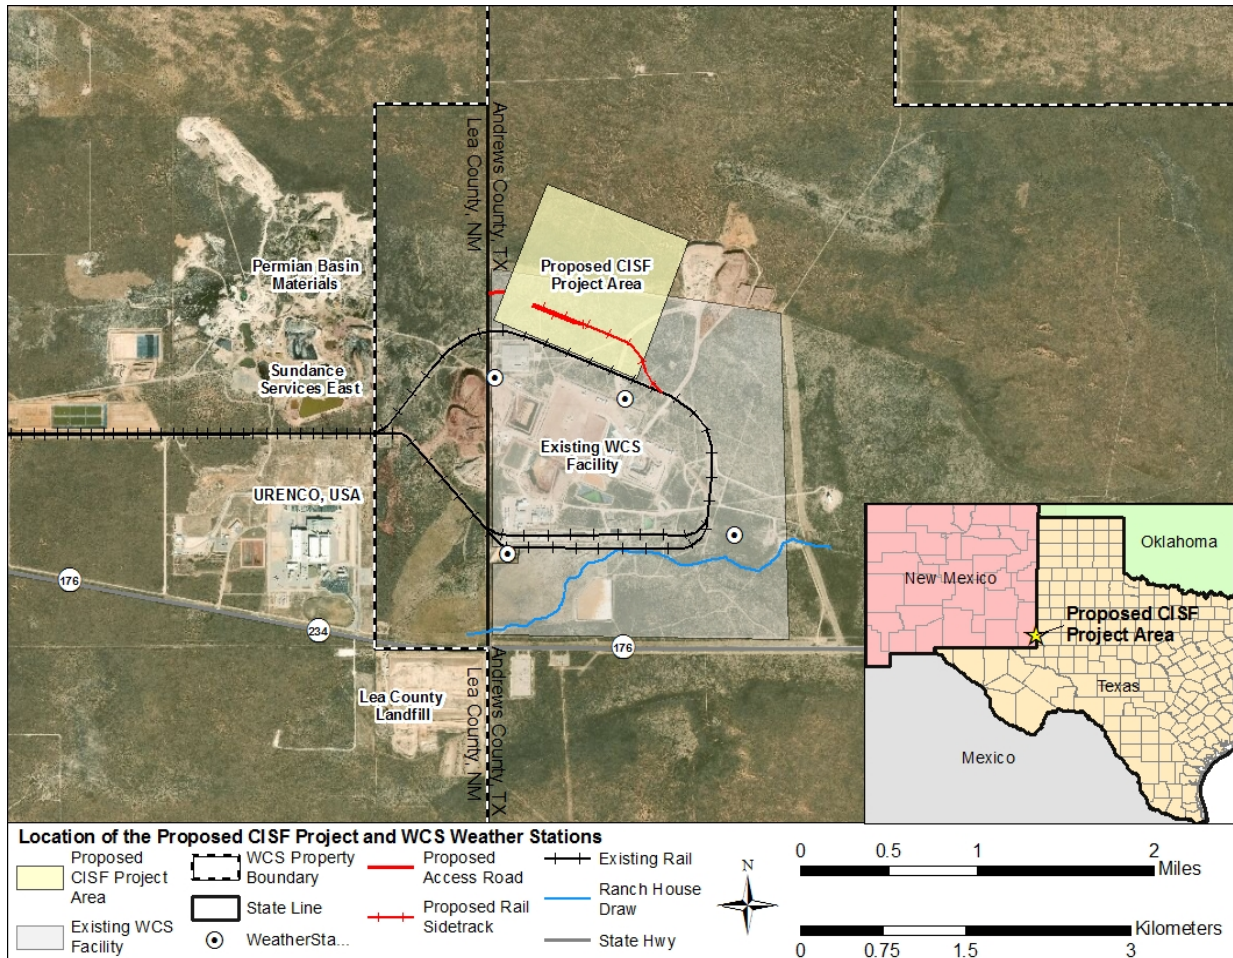 Andrews County, TX
Lea County, NM
Permian Basin
Materials
Proposed CISF
Project Area
Sundance
Services East
Existing WCS
Facility
URENCO, USA
176
234
176
Lea County
Landfill
Andrews County, TX
Lea County, NM
Oklahoma
New Mexico
Proposed CISF
Project Area
Texas
Mexico
Location of the Proposed CISF Project and WCS Weather Stations
Proposed
CISF Project
Area
Existing WCS
Facility
WCS Property
Boundary
State Line
WeatherSta...
Proposed
Access Road
Proposed Rail
Sidetrack
Existing Rail
Ranch House
Draw
State Hwy
N
0 0.5 1 2
Miles
Kilometers
0 0.75 1.5 3